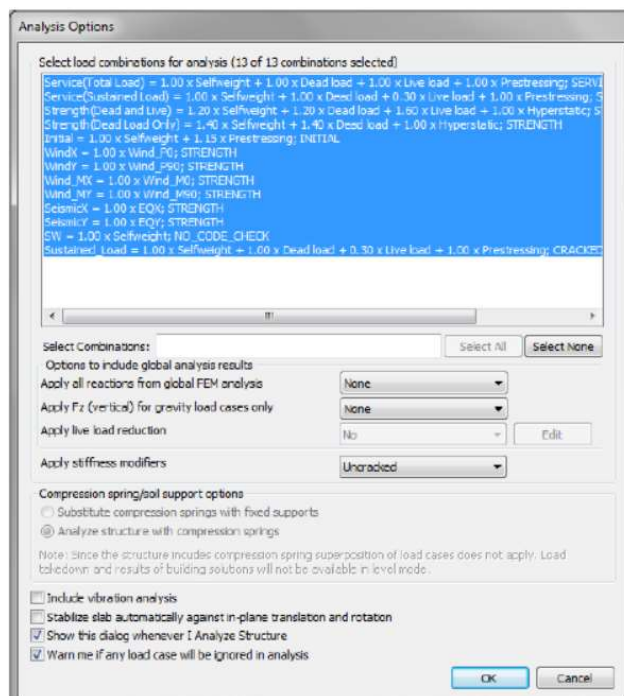 Analysis Options
Select load combinations for analysis (13 of 13 combinations selected)
Service(Total Load) = 1.00 x Selfweight + 1.00 x Dead load + 1.00 x Live load + 1.00 x Prestressing; SERVI
Service(Sustained Load) = 1.00 x Selfweight + 1.00 x Dead load + 0.30 x Live load + 1.00 x Prestressing; S
Strength(Dead and Live) = 1.20 x Selfweight + 1.20 x Dead load + 1.60 x Live load + 1.00 x Hyperstatic; S
Strength(Dead Load Only) = 1.40 x Selfweight + 1.40 x Dead load + 1.00 x Hyperstatic; STRENGTH
Initial = 1.00 x Selfweight + 1.15 x Prestressing; INITIAL
WindX = 1.00 x Wind_P0; STRENGTH
WindY = 1.00 x Wind_P90; STRENGTH
Wind_MX = 1.00 x Wind_M0; STRENGTH
Wind_MY = 1.00 x Wind_M90; STRENGTH
SeismicX = 1.00 x EQX; STRENGTH
SeismicY = 1.00 x EQY; STRENGTH
SW = 1.00 x Selfweight; NO_CODE_CHECK
Sustained_Load = 1.00 x Selfweight + 1.00 x Dead load + 0.30 x Live load + 1.00 x Prestressing; CRACKED
Select Combinations: Select All Select None
Options to include global analysis results
Apply all reactions from global FEM analysis None
Apply Fz (vertical) for gravity load cases only None
Apply live load reduction No Edit
Apply stiffness modifiers Uncracked
Compression spring/soil support options
Substitute compression springs with fixed supports
Analyze structure with compression springs
Note: Since the structure includes compression spring superposition of load cases does not apply. Load
takedown and results of building solutions will not be available in level mode.
Include vibration analysis
Stabilize slab automatically against in-plane translation and rotation
Show this dialog whenever I Analyze Structure
Warn me if any load case will be ignored in analysis
OK Cancel